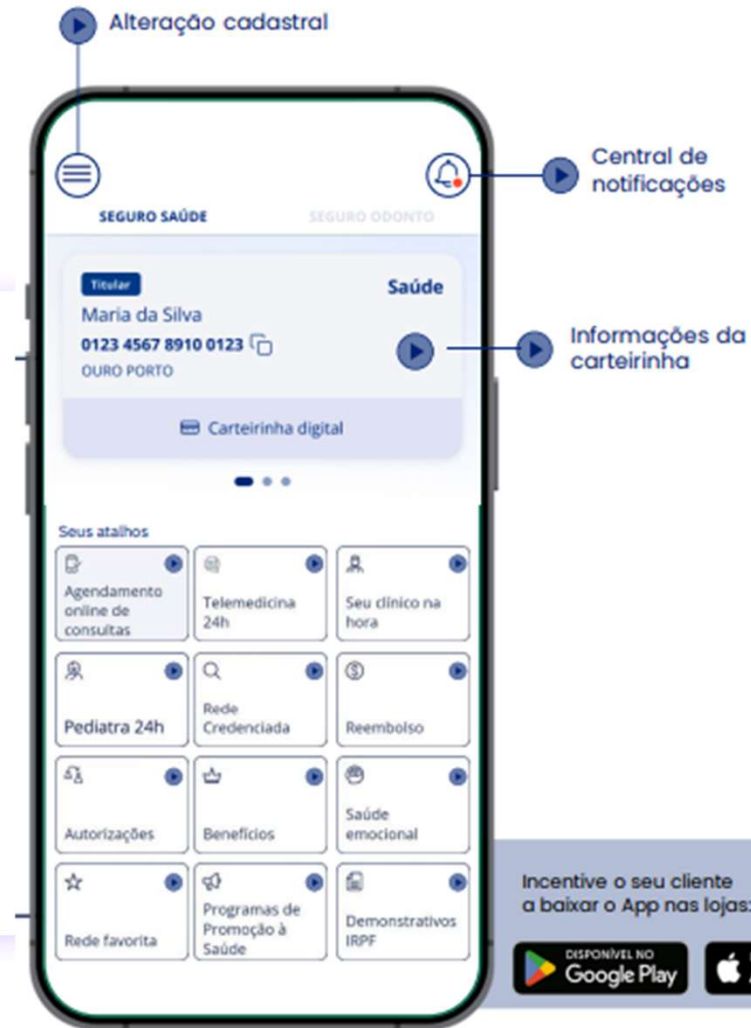 Alteração cadastral
Central de
notificações
SEGURO SAÚDE
SEGURO ODONTO
Titular
Saúde
Maria da Silva
0123 4567 8910 0123
OURO PORTO
Informações da
carteirinha
Carteirinha digital
Seus atalhos
Agendamento
online de
consultas
Telemedicina
24h
Seu clínico na
hora
Pediatra 24h
Rede
Credenciada
Reembolso
Autorizações
Benefícios
Saúde
emocional
Rede favorita
Programas de
Promoção à
Saúde
Demonstrativos
IRPF
Incentive o seu cliente
a baixar o App nas lojas:
DISPONÍVEL NO
Google Play